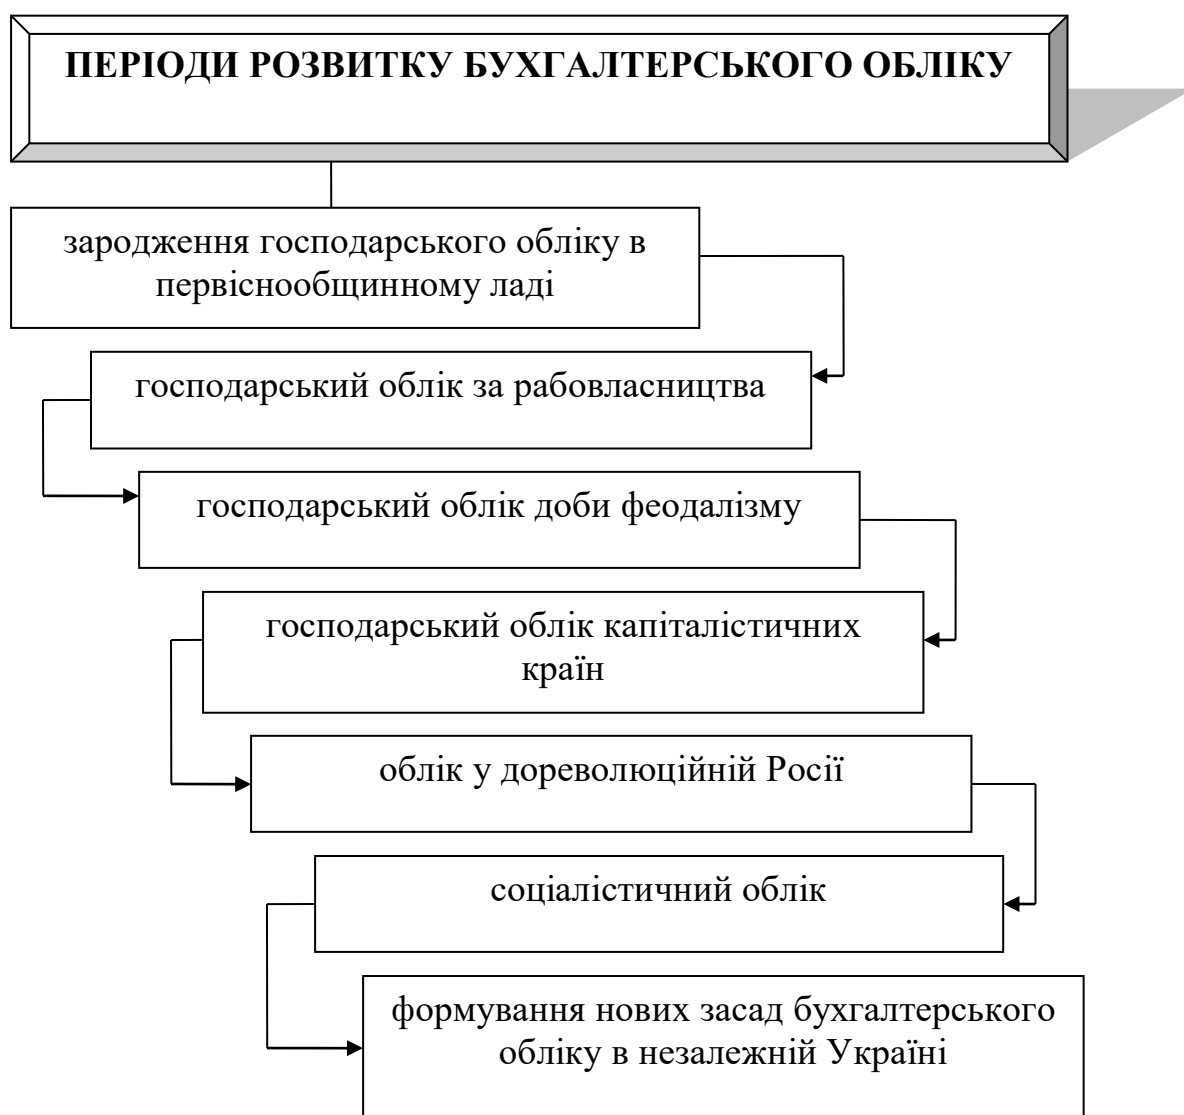 ПЕРІОДИ РОЗВИТКУ БУХГАЛТЕРСЬКОГО ОБЛІКУ
зародження господарського обліку в
первіснообщинному ладі
господарський облік за рабовласництва
господарський облік доби феодалізму
господарський облік капіталістичних
країн
облік у дореволюційній Росії
соціалістичний облік
формування нових засад бухгалтерського
обліку в незалежній Україні